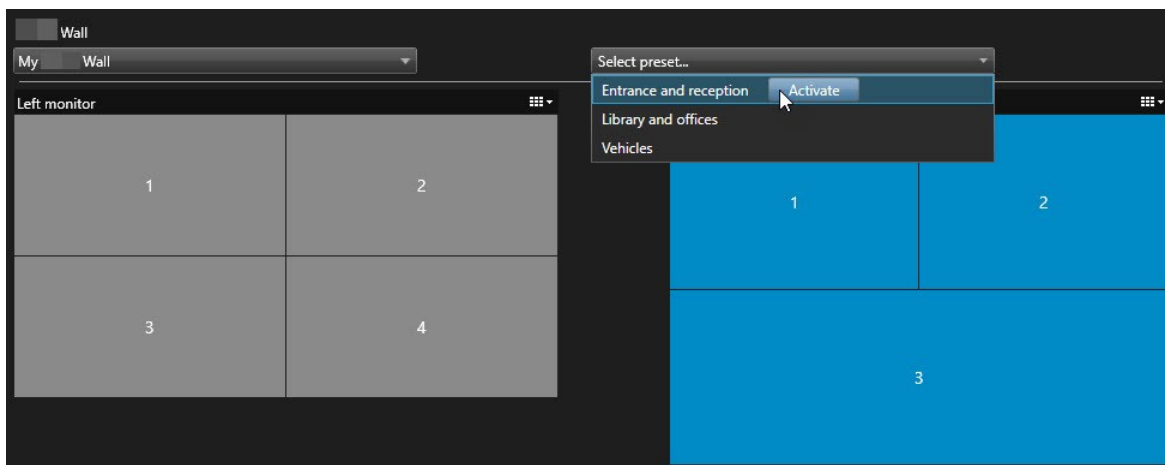 Wall
My Wall
Select preset...
Entrance and reception Activate
Library and offices
Vehicles
Left monitor
1 2
3 4
1 2
3